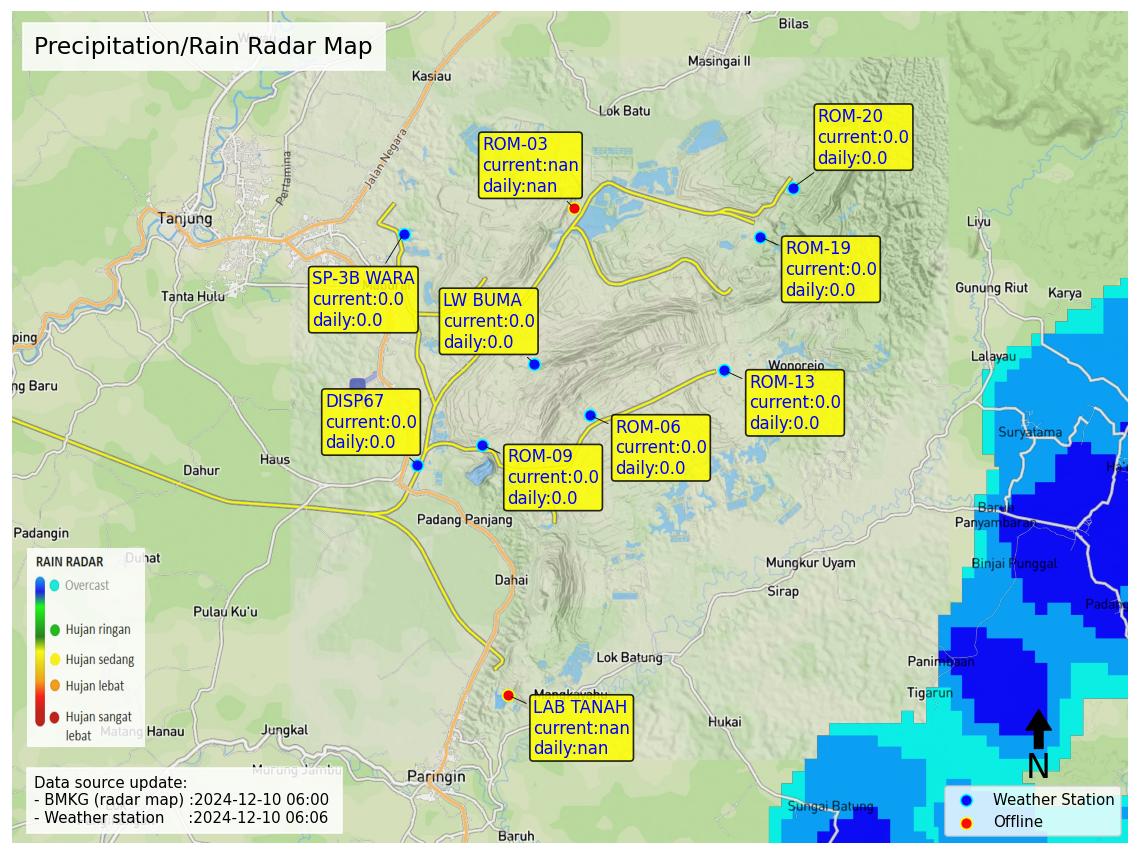 Precipitation/Rain Radar Map
Bilas
Masingai II
Kasiau
Lok Batu
Jalan Negara
Pertamina
Tanjung
Tanta Hulu
ROM-03
current:nan
daily:nan
ROM-20
current:0.0
daily:0.0
ROM-19
current:0.0
daily:0.0
SP-3B WARA
current:0.0
daily:0.0
LW BUMA
current:0.0
daily:0.0
Liyu
Gunung Riut
Karya
Lalayau
ping
ng Baru
Wonorejo
ROM-13
current:0.0
daily:0.0
DISP67
current:0.0
daily:0.0
ROM-06
current:0.0
daily:0.0
ROM-09
current:0.0
daily:0.0
Suryatama
Ha
Haus
Dahur
Baruh
Panyambaran
Padang Panjang
Padangin
Duhat
Binjai Punggal
Mungkur Uyam
Sirap
Dahai
Pulau Ku'u
Padang
Lok Batung
Panimbaan
Tigarun
Mangkayahu
LAB TANAH
current:nan
daily:nan
Hukai
Jungkal
Matang Hanau
Murung Jambu
Paringin
Baruh
Sungai Batung
RAIN RADAR
Overcast
Hujan ringan
Hujan sedang
Hujan lebat
Hujan sangat
lebat
Data source update:
- BMKG (radar map) :2024-12-10 06:00
- Weather station :2024-12-10 06:06
N
Weather Station
Offline